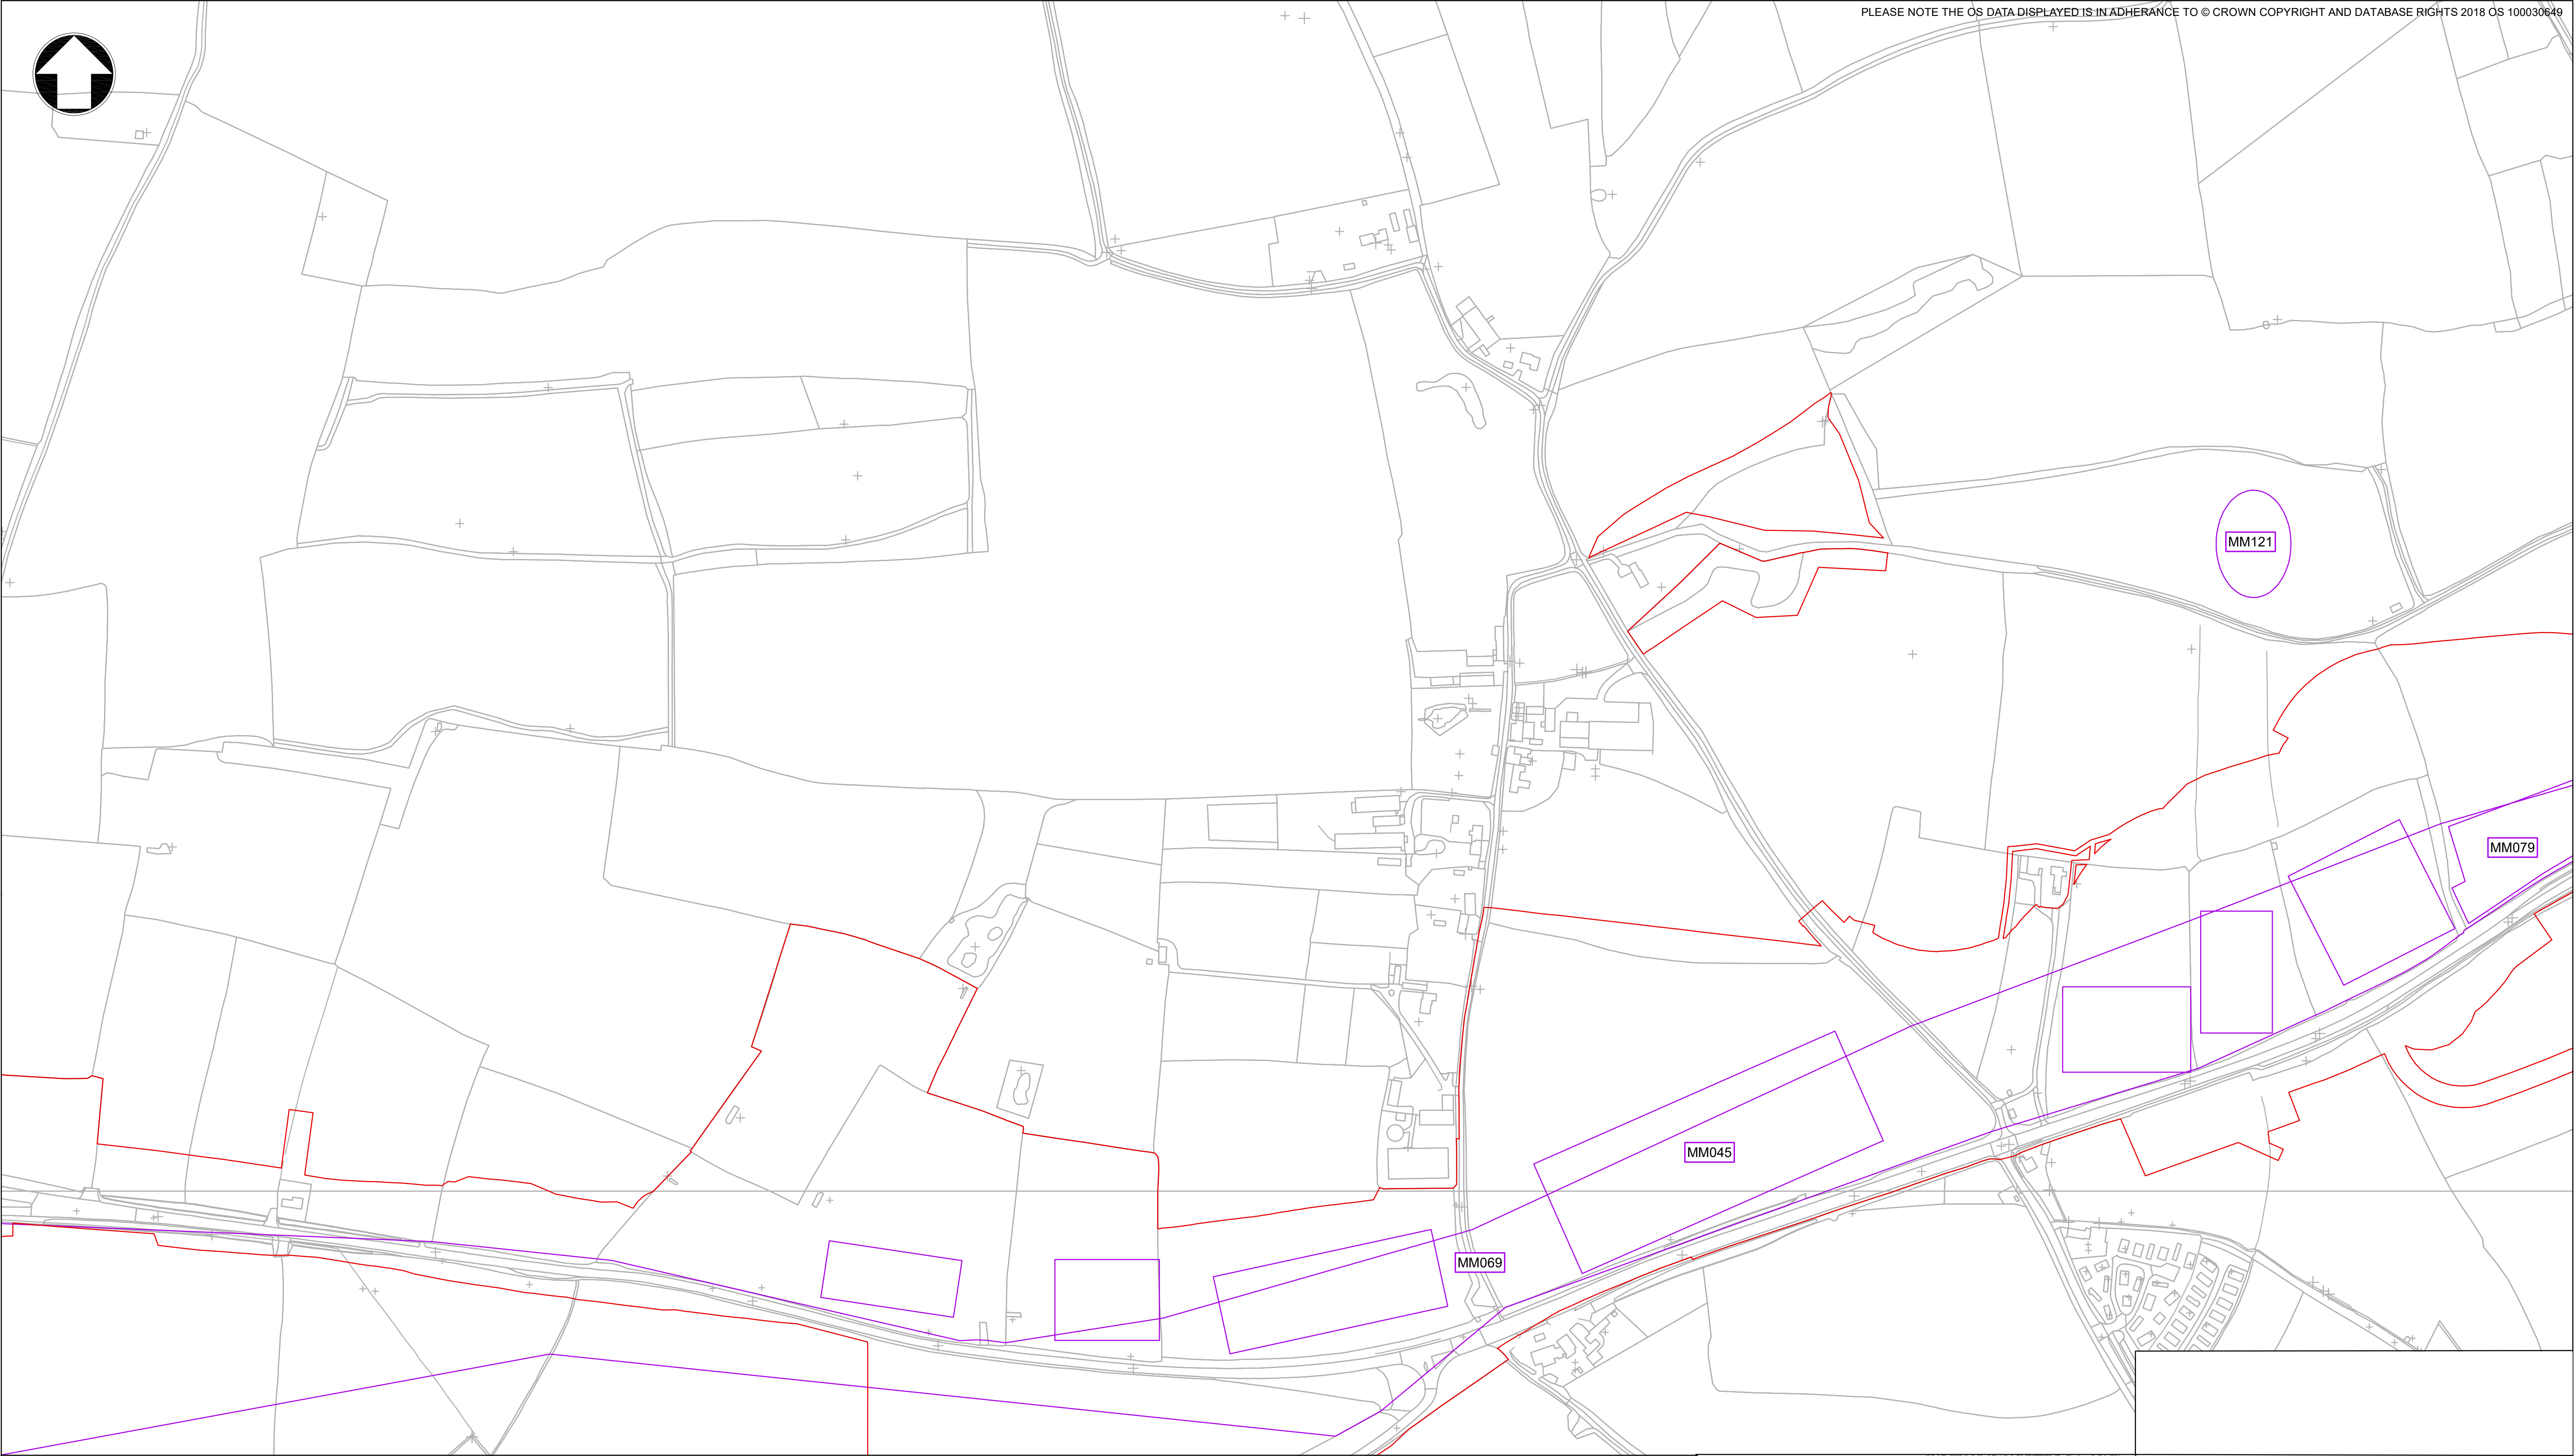 PLEASE NOTE THE OS DATA DISPLAYED IS IN ADHERANCE TO © CROWN COPYRIGHT AND DATABASE RIGHTS 2018 OS 100030649
MM121
MM079
MM045
MM069